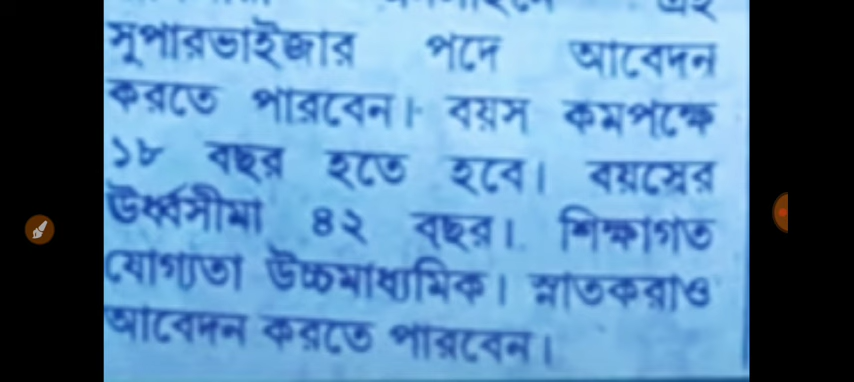 সুপারভাইজার পদে আবেদন
করতে পারবেন। বয়স কমপক্ষে
১৮ বছর হতে হবে। বয়সের
ঊর্ধ্বসীমা ৪২ বছর। শিক্ষাগত
যোগ্যতা উচ্চমাধ্যমিক। স্নাতকরাও
আবেদন করতে পারবেন।